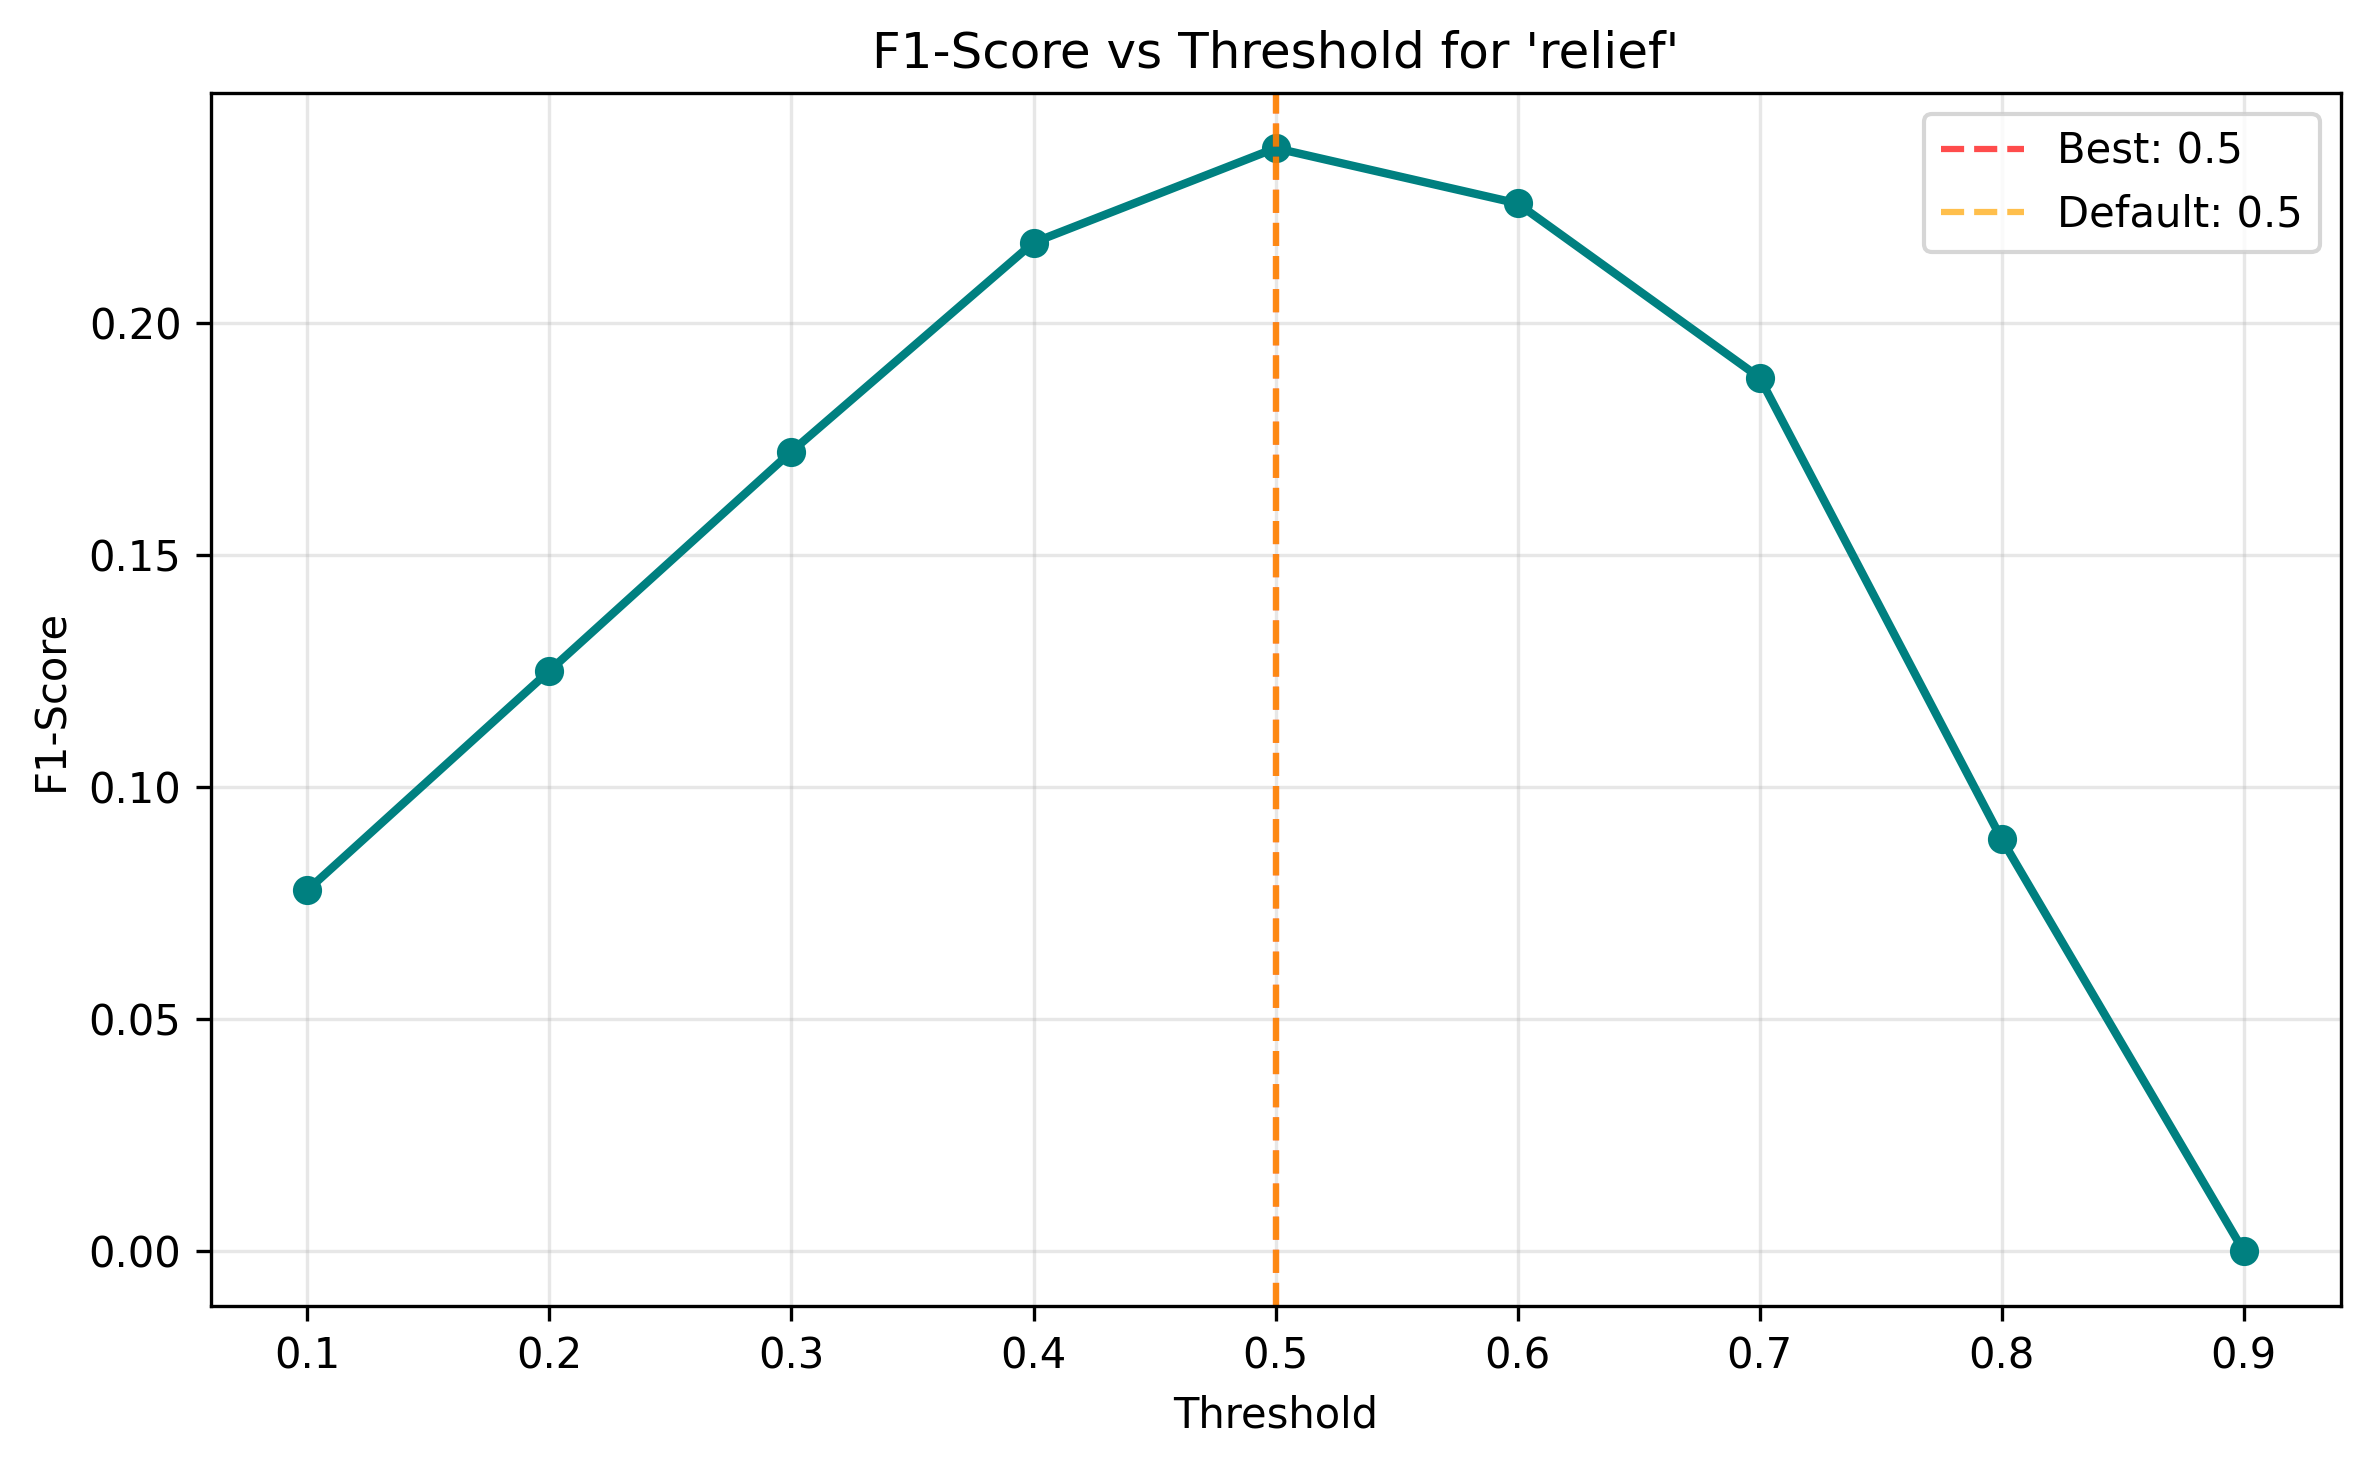 F1-Score vs Threshold for 'relief'
Best: 0.5
Default: 0.5
F1-Score
0.20
0.15
0.10
0.05
0.00
0.1 0.2 0.3 0.4 0.5 0.6 0.7 0.8 0.9
Threshold